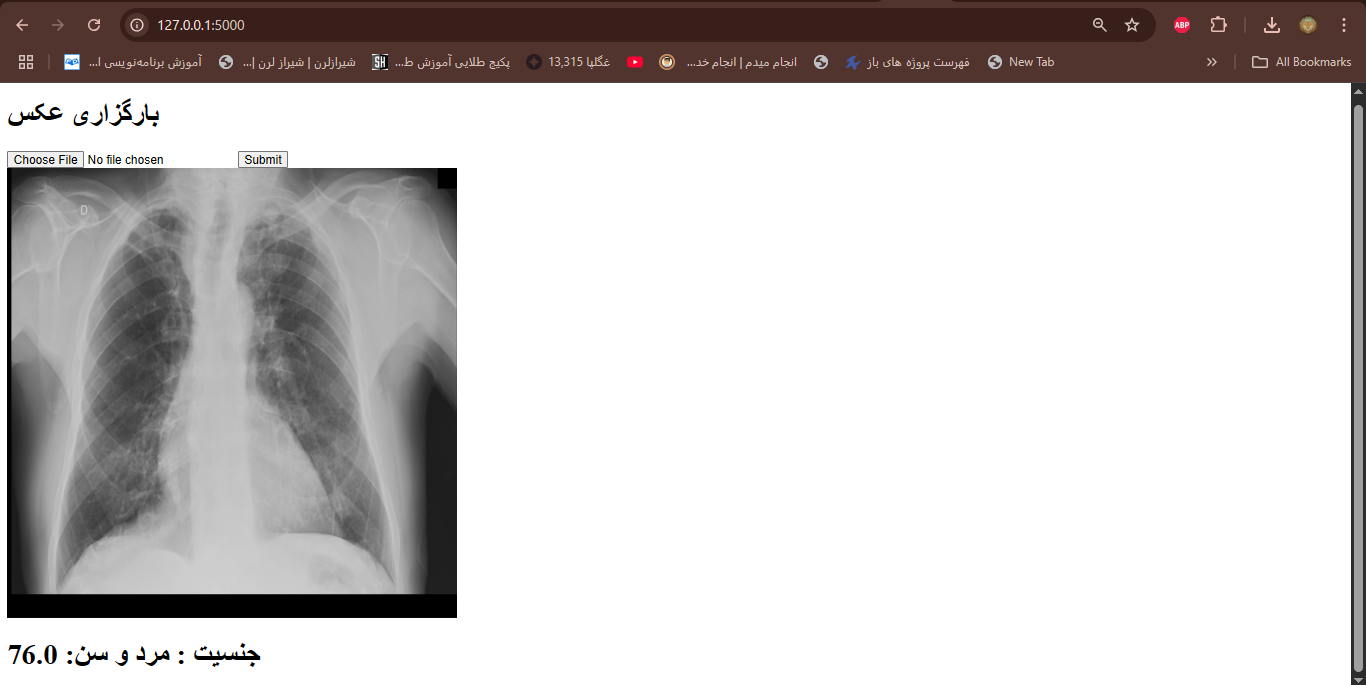 127.0.0.1:5000
ABP
آموزش برنامه‌نویسی ا...
شیرازلرن | شیراز لرن |...
SH
پکیج طلایی آموزش ط...
غگلپا 13,315
انجام میدم | انجام خد...
فهرست پروژه های باز
New Tab
All Bookmarks
بارگزاری عکس
Choose File No file chosen Submit
D
جنسیت : مرد و سن: 76.0